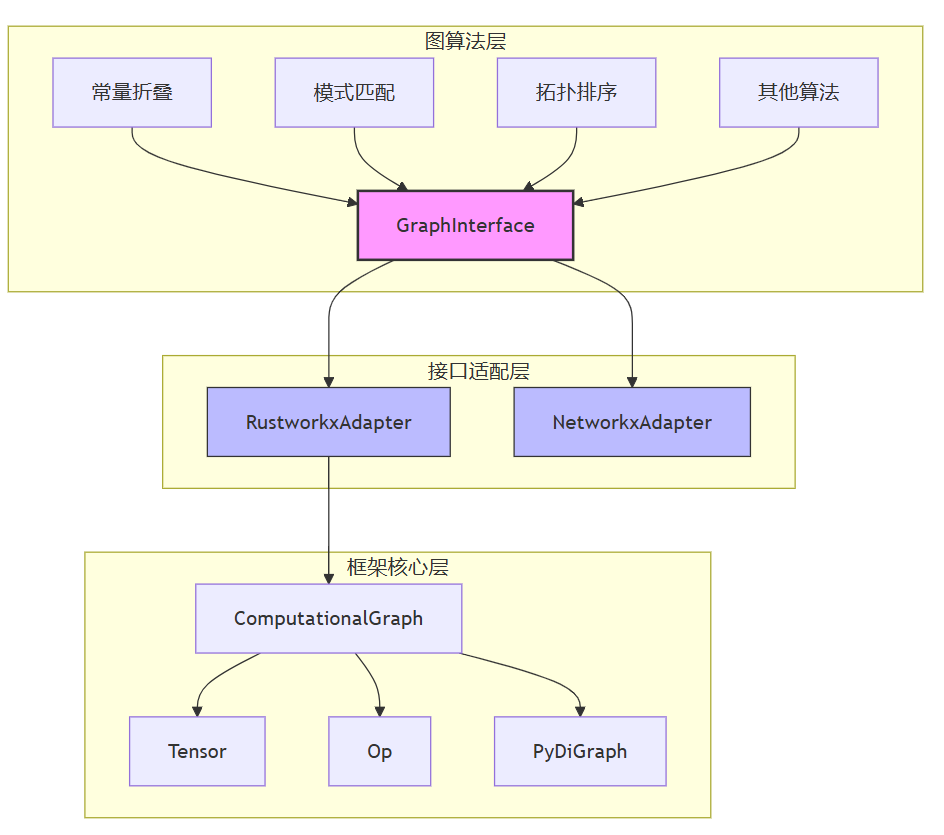 图算法层
常量折叠
模式匹配
拓扑排序
其他算法
GraphInterface
接口适配层
RustworkxAdapter
NetworkxAdapter
框架核心层
ComputationalGraph
Tensor
Op
PyDiGraph